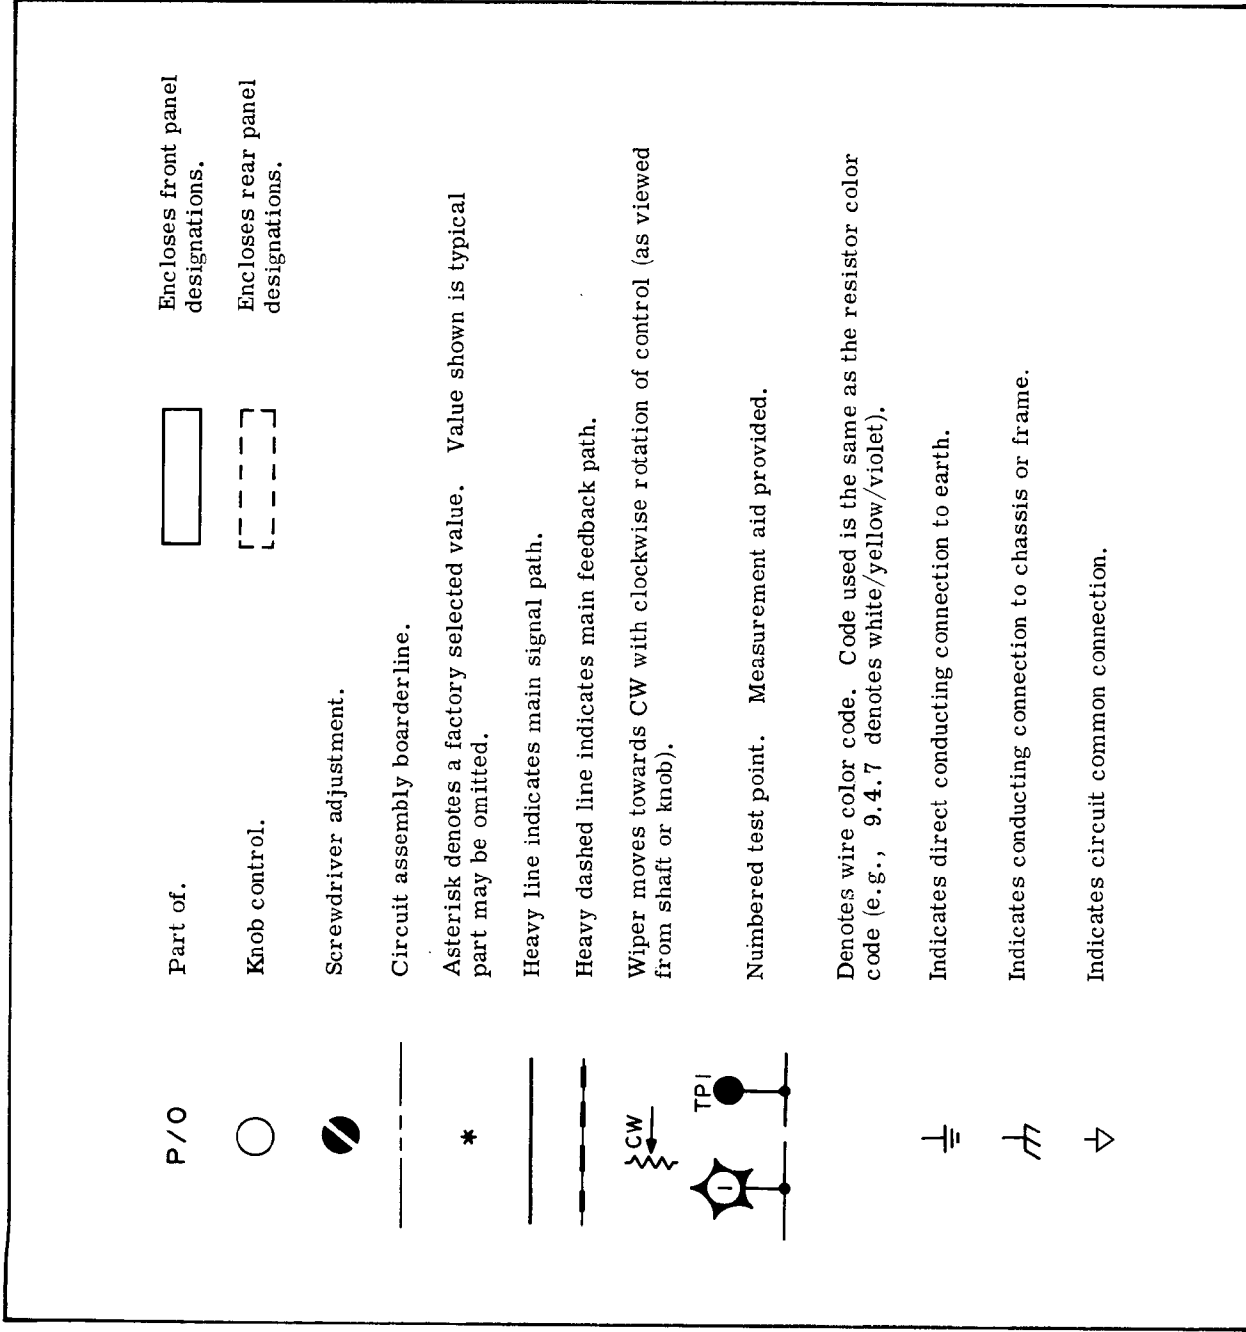 P/O Part of. Encloses front panel
designations.
Knob control. Encloses rear panel
designations.
Screwdriver adjustment.
Circuit assembly boarderline.
* Asterisk denotes a factory selected value. Value shown is typical
part may be omitted.
Heavy line indicates main signal path.
Heavy dashed line indicates main feedback path.
CW Wiper moves towards CW with clockwise rotation of control (as viewed
from shaft or knob).
1 TP1 Numbered test point. Measurement aid provided.
Denotes wire color code. Code used is the same as the resistor color
code (e.g., 9.4.7 denotes white/yellow/violet).
Indicates direct conducting connection to earth.
Indicates conducting connection to chassis or frame.
Indicates circuit common connection.